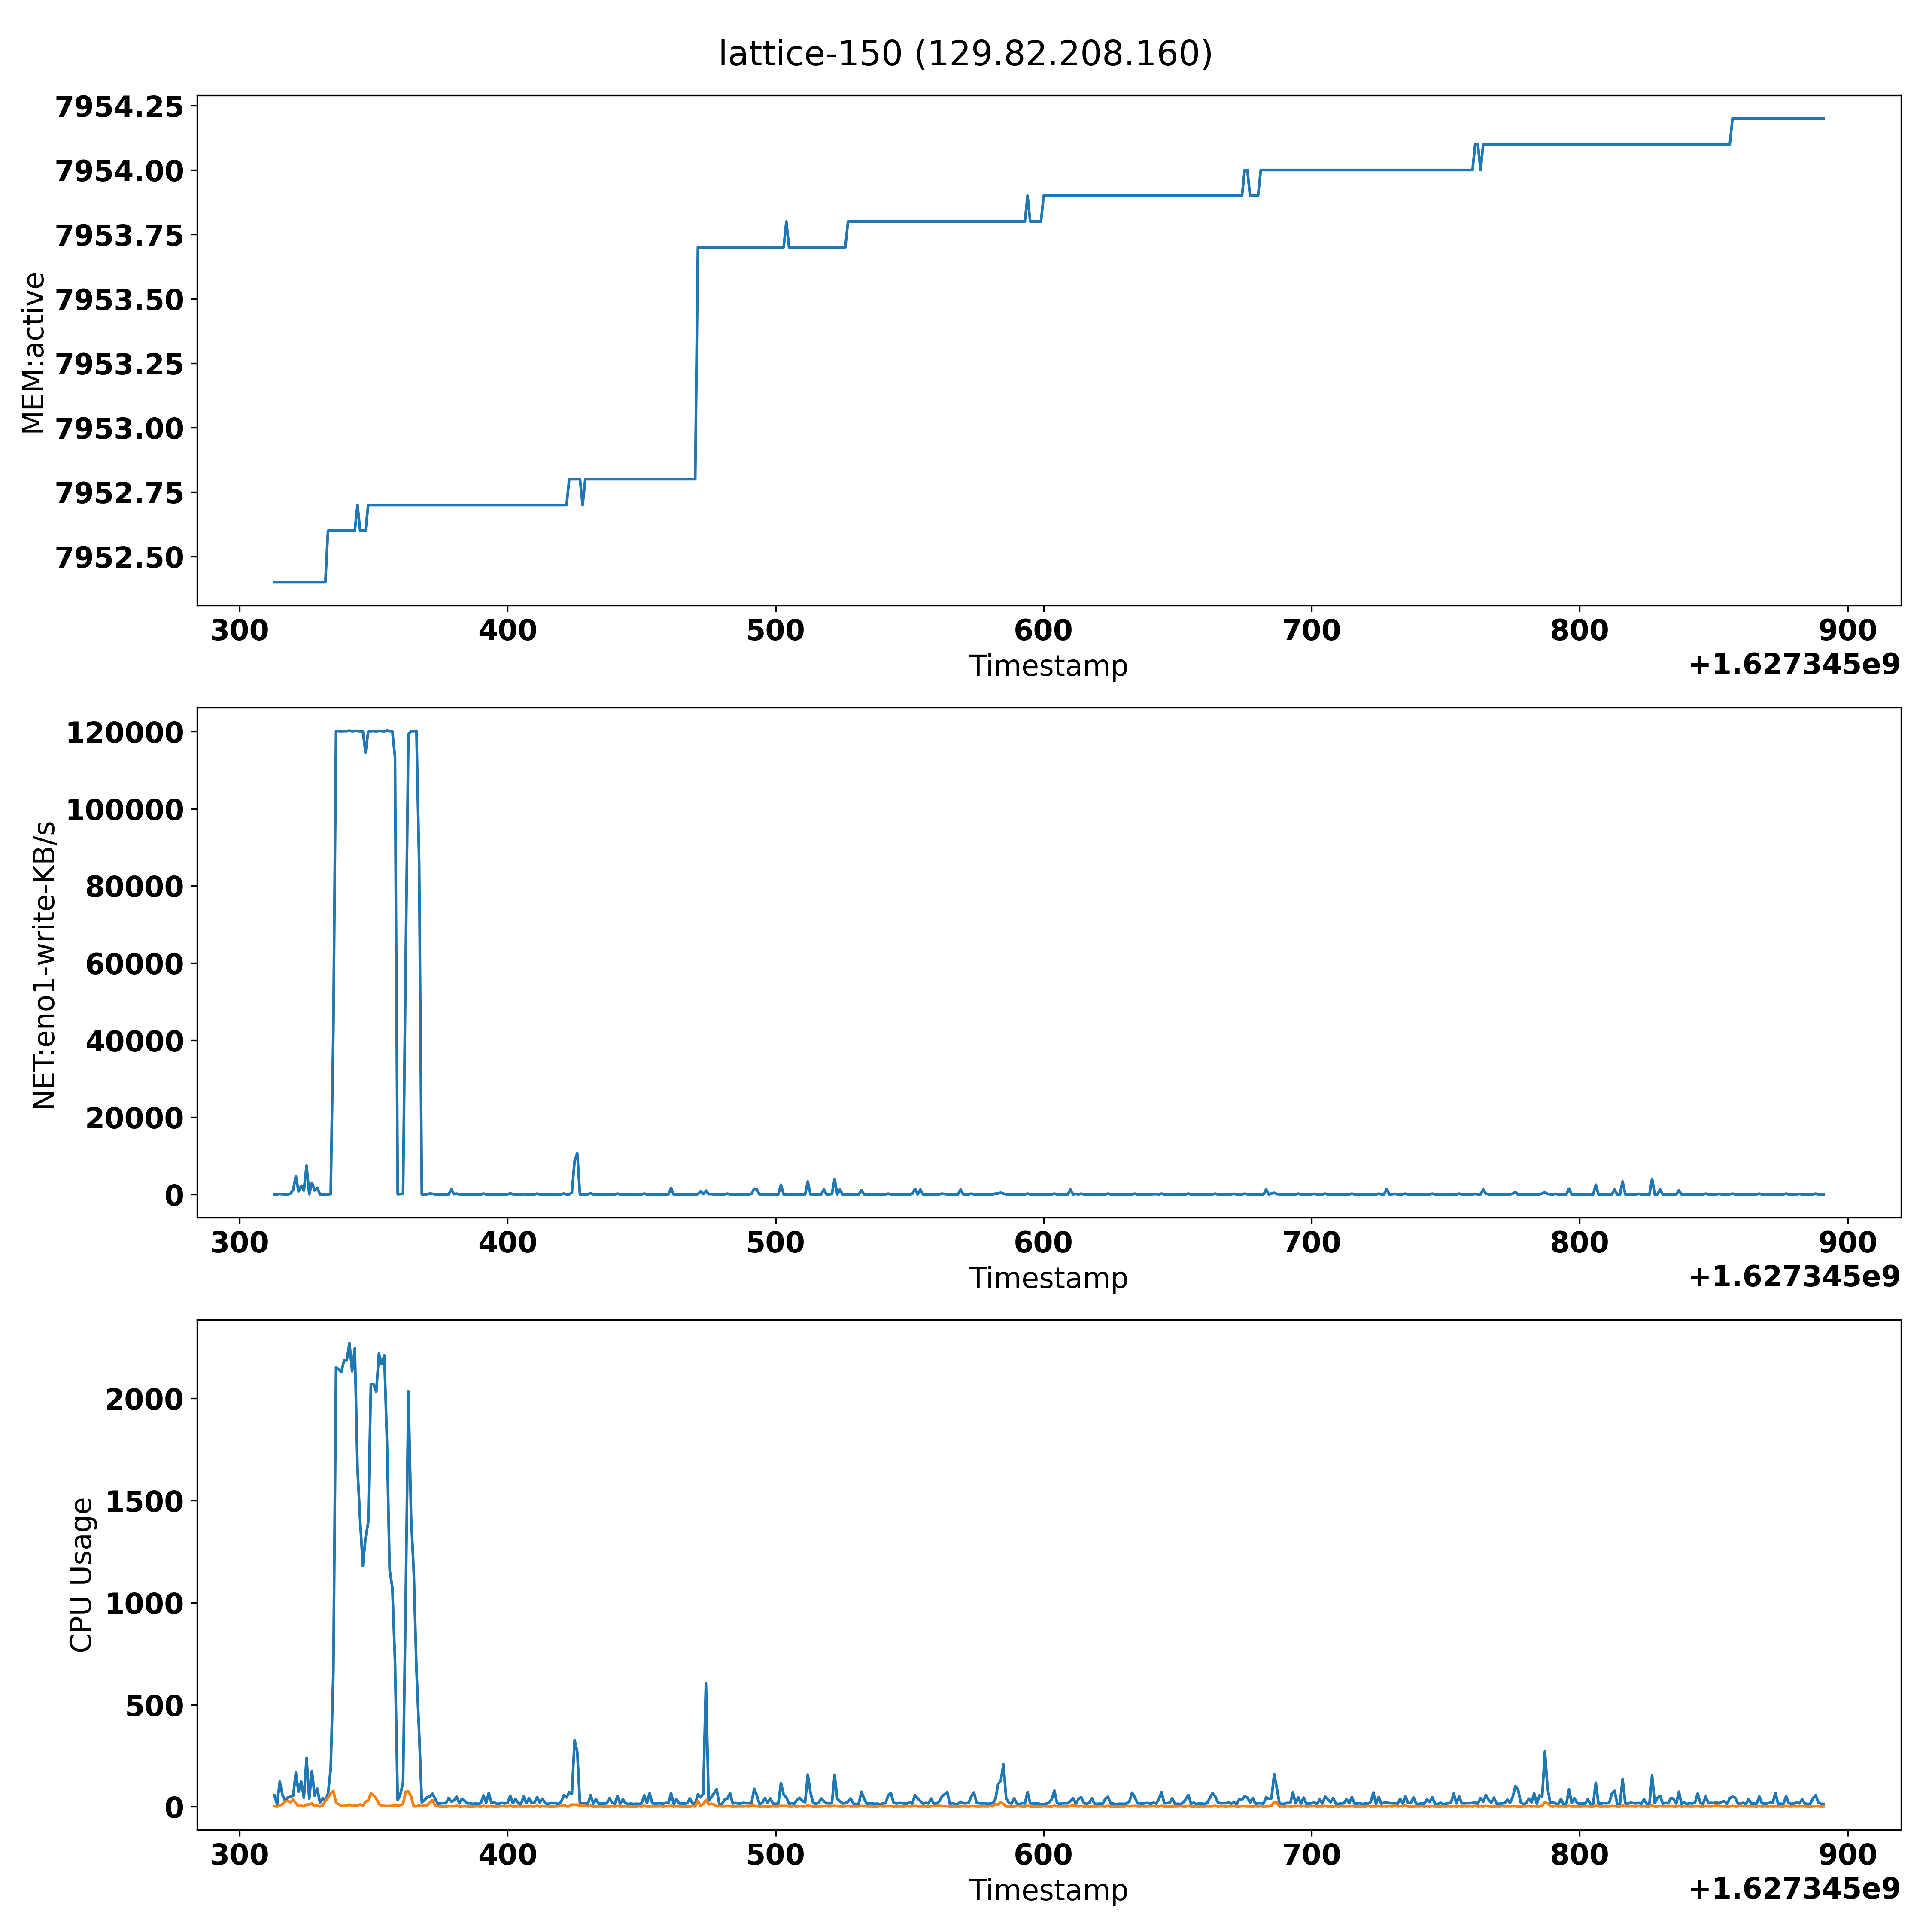 lattice-150 (129.82.208.160)
7954.25
7954.00
7953.75
7953.50
7953.25
7953.00
7952.75
7952.50
MEM:active
300 400 500 600 700 800 900
Timestamp
+1.627345e9
120000
100000
80000
60000
40000
20000
0
NET:eno1-write-KB/s
300 400 500 600 700 800 900
Timestamp
+1.627345e9
2000
1500
1000
500
0
CPU Usage
300 400 500 600 700 800 900
Timestamp
+1.627345e9